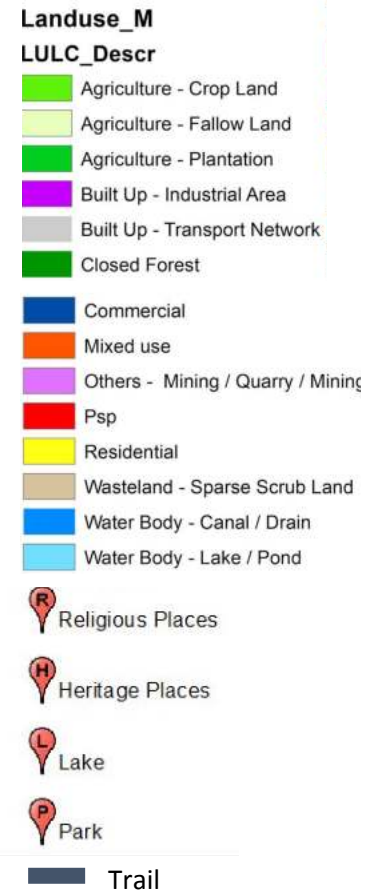 Landuse_M
LULC_Descr
Agriculture - Crop Land
Agriculture - Fallow Land
Agriculture - Plantation
Built Up - Industrial Area
Built Up - Transport Network
Closed Forest
Commercial
Mixed use
Others - Mining / Quarry / Mining
Psp
Residential
Wasteland - Sparse Scrub Land
Water Body - Canal / Drain
Water Body - Lake / Pond
R Religious Places
H Heritage Places
L Lake
P Park
Trail